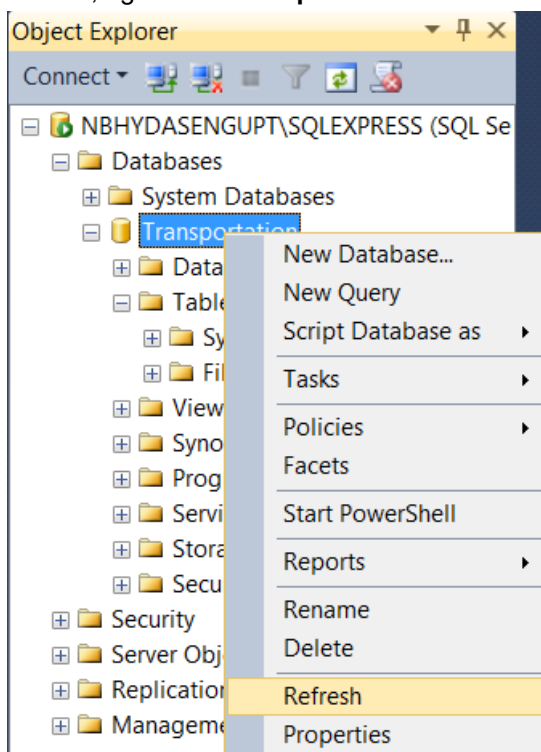 Object Explorer
Connect
NBHYDASENGUPT\SQLEXPRESS (SQL Se
Databases
System Databases
Transportation
New Database...
Data
New Query
Table
Script Database as
Sy
Fil
Tasks
View
Policies
Syno
Facets
Prog
Servi
Start PowerShell
Stora
Reports
Secu
Security
Rename
Server Obj
Delete
Replication
Refresh
Manageme
Properties